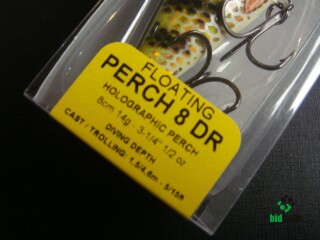 FLOATING
PERCH 8 DR
HOLOGRAPHIC PERCH
8cm 14g - 3-1/4" 1/2 oz
DIVING DEPTH
CAST / TROLLING: 1,5/4,6m - 5/15ft
bid